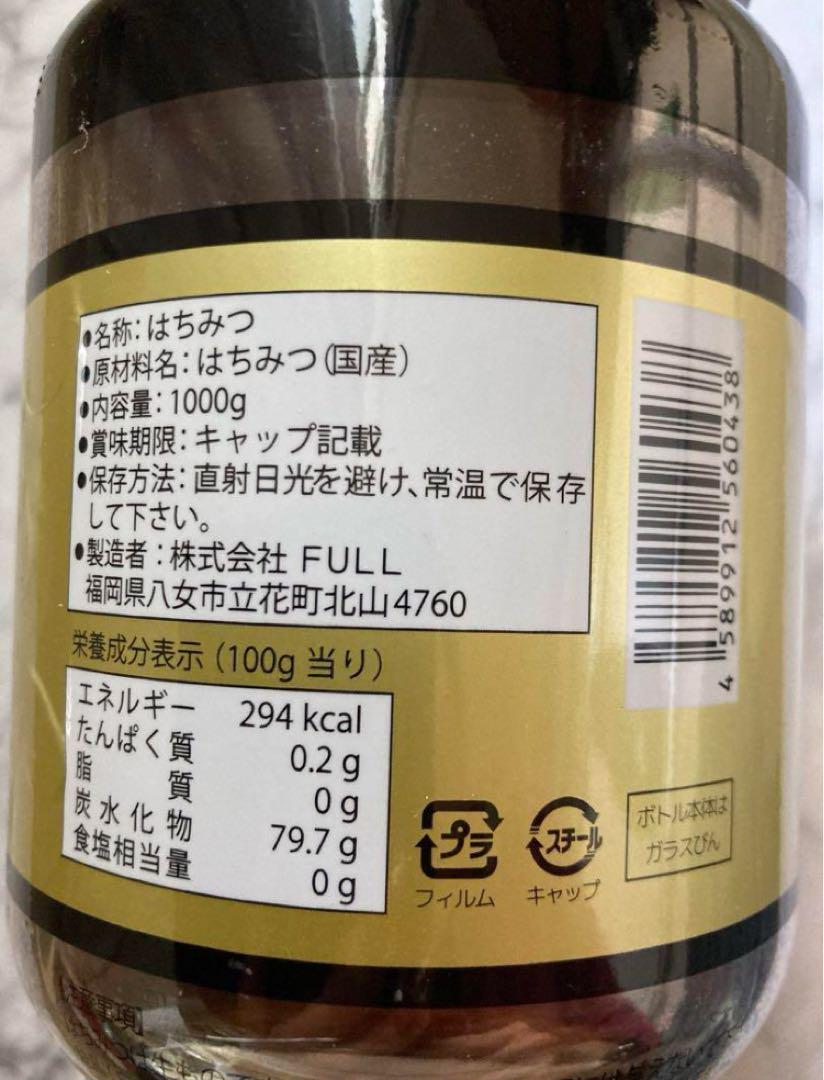 ●名称：はちみつ
●原材料名：はちみつ（国産）
●内容量：1000g
●賞味期限：キャップ記載
●保存方法：直射日光を避け、常温で保存
して下さい。
●製造者：株式会社 FULL
福岡県八女市立花町北山4760
栄養成分表示（100g当り）
エネルギー 294 kcal
たんぱく質 0.2 g
脂質 0 g
炭水化物 79.7 g
食塩相当量 0 g
4 589912 560438
プラ
フィルム
スチール
キャップ
ボトル本体は
ガラスびん